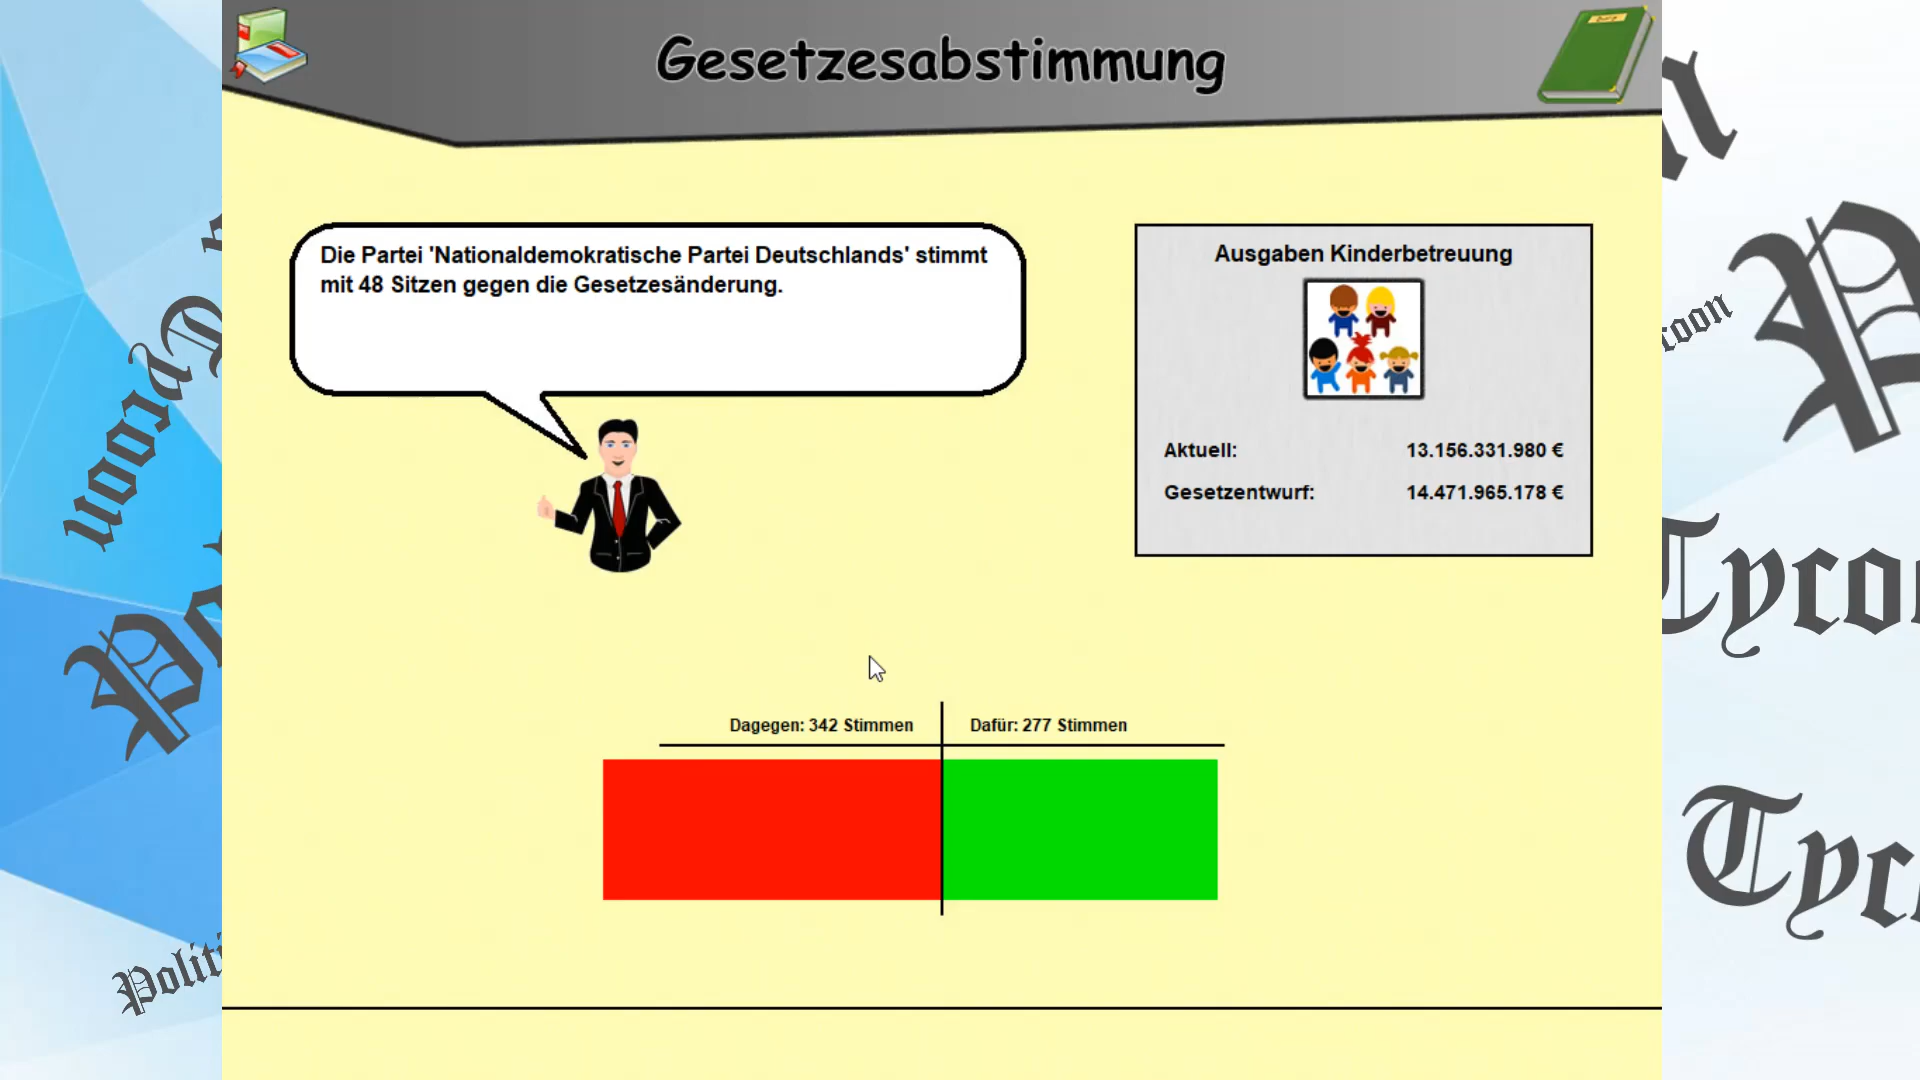 Gesetzesabstimmung
Die Partei 'Nationaldemokratische Partei Deutschlands' stimmt
mit 48 Sitzen gegen die Gesetzesänderung.
Ausgaben Kinderbetreuung
Aktuell: 13.156.331.980 €
Gesetzentwurf: 14.471.965.178 €
Dagegen: 342 Stimmen
Dafür: 277 Stimmen